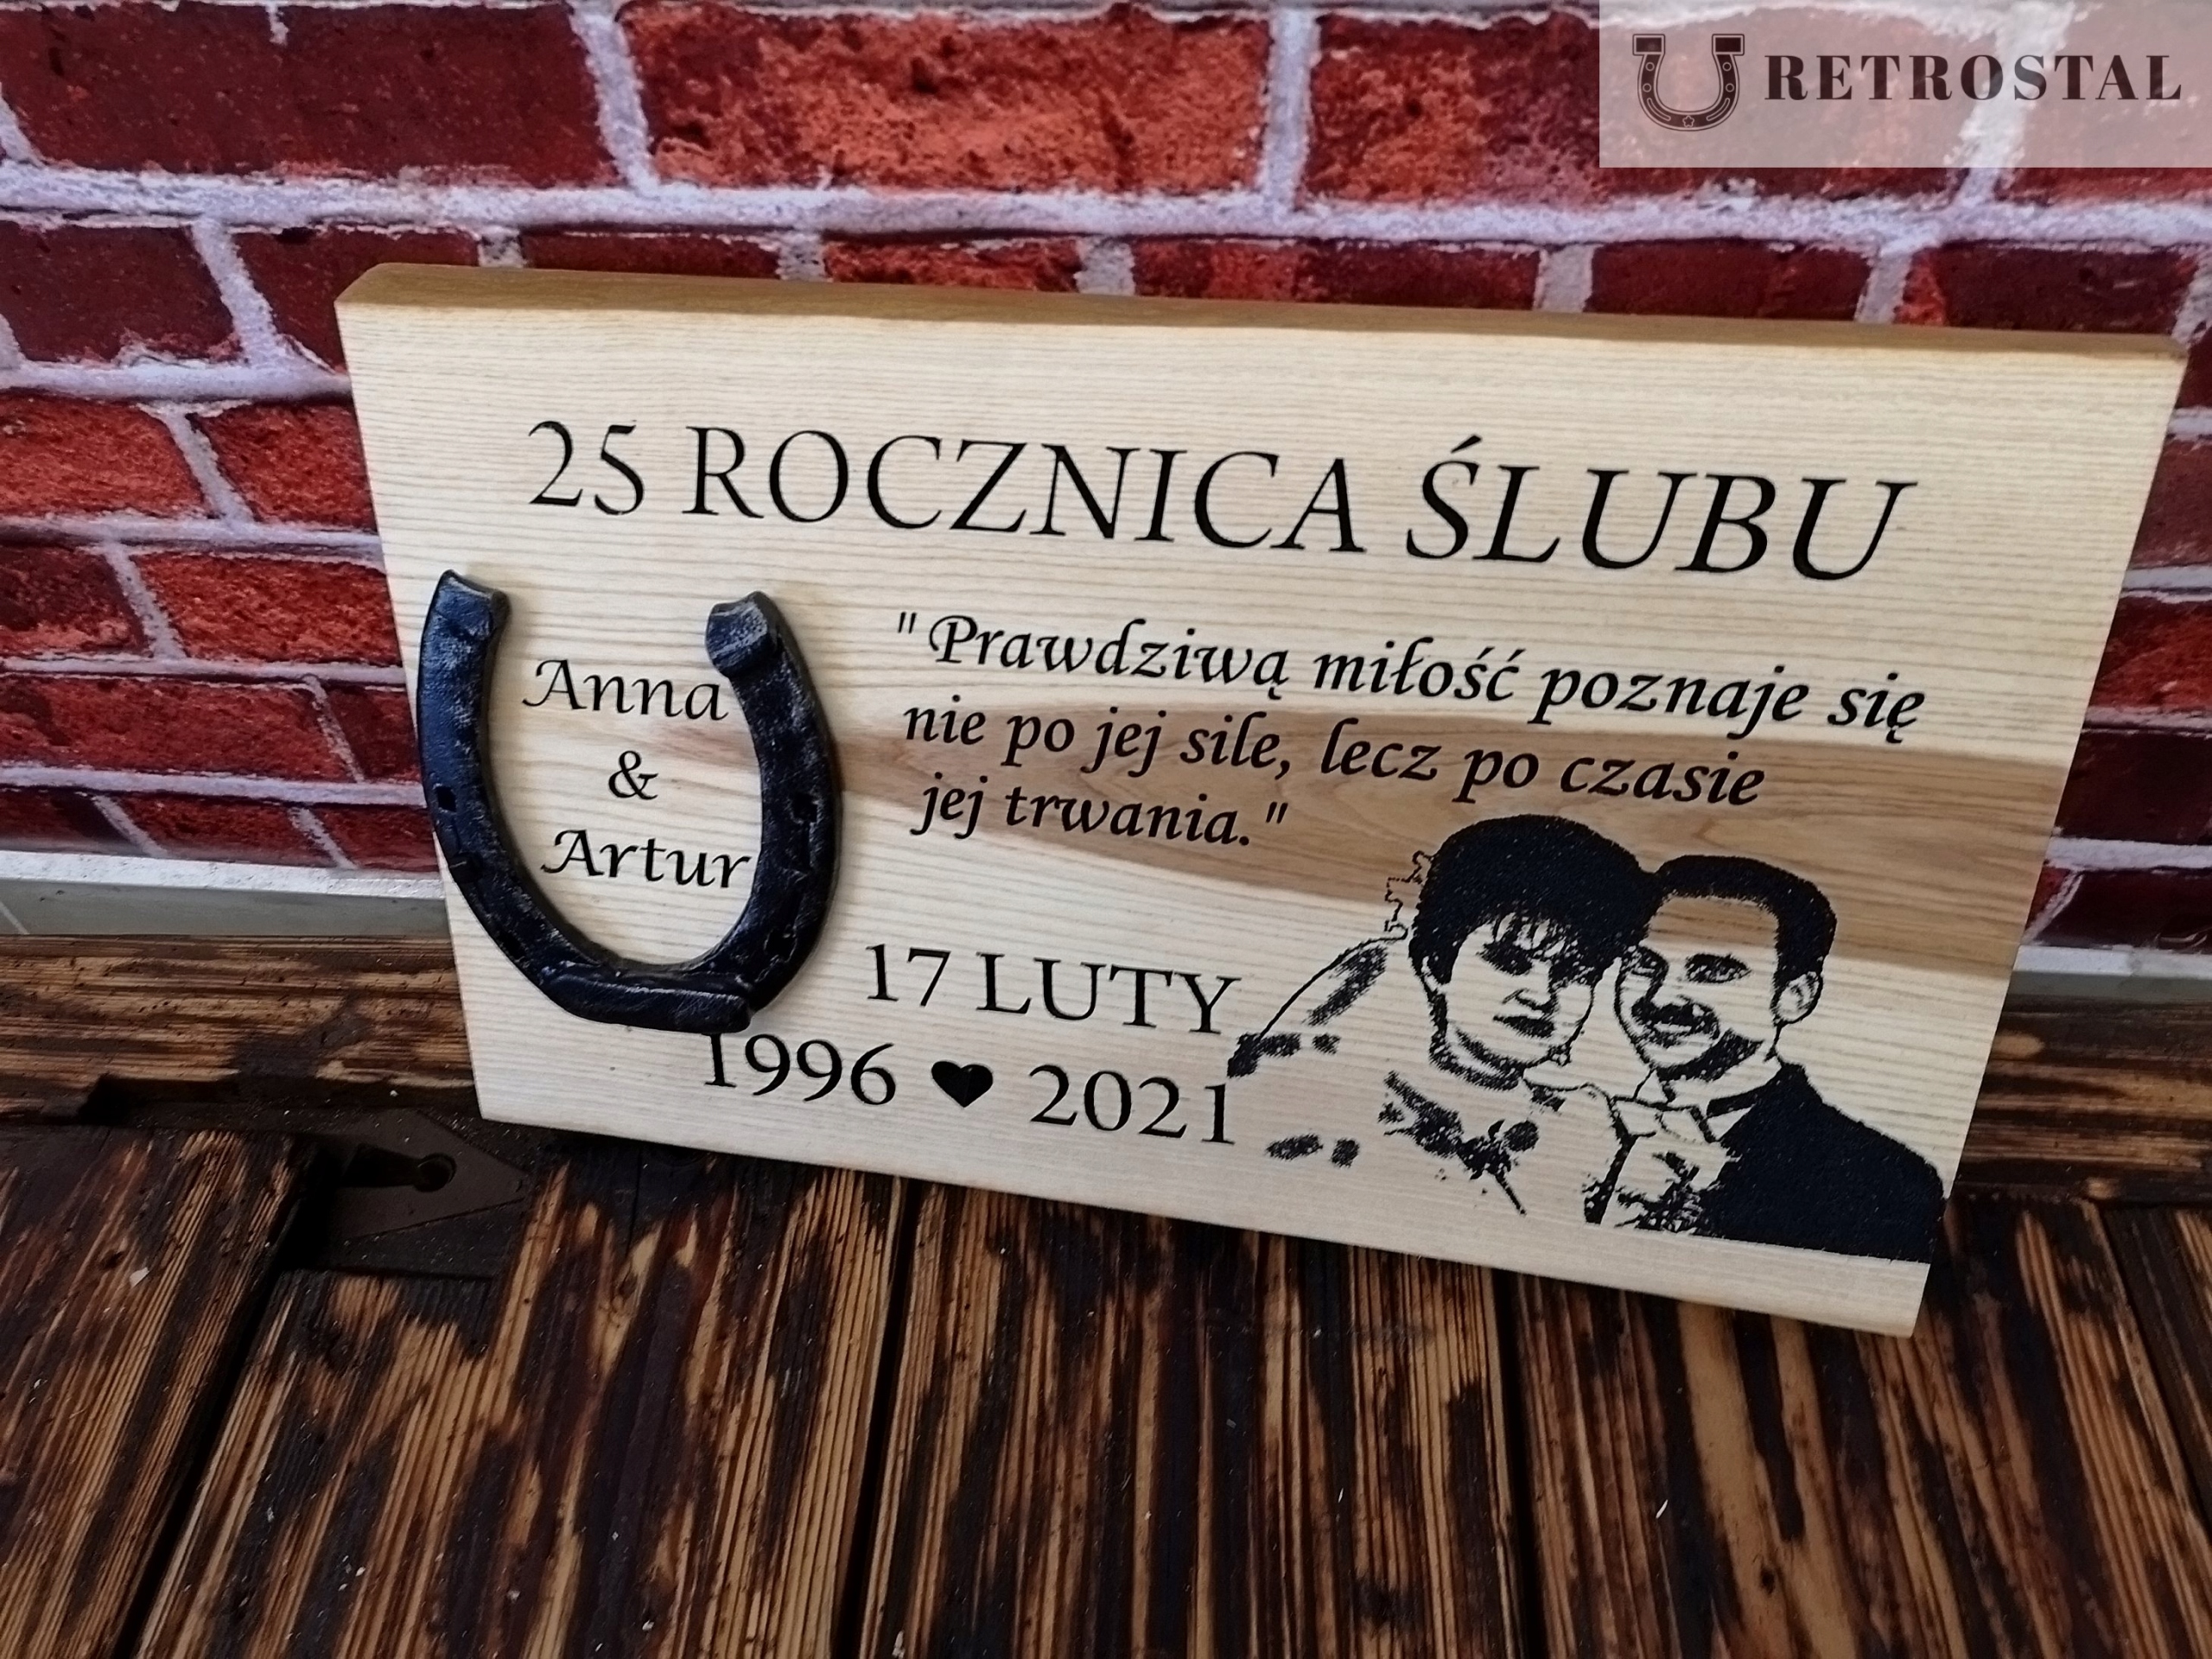 RETROSTAL
25 ROCZNICA ŚLUBU
Anna
&
Artur
"Prawdziwą miłość poznaje się
nie po jej sile, lecz po czasie
jej trwania."
17 LUTY
1996 ♥ 2021